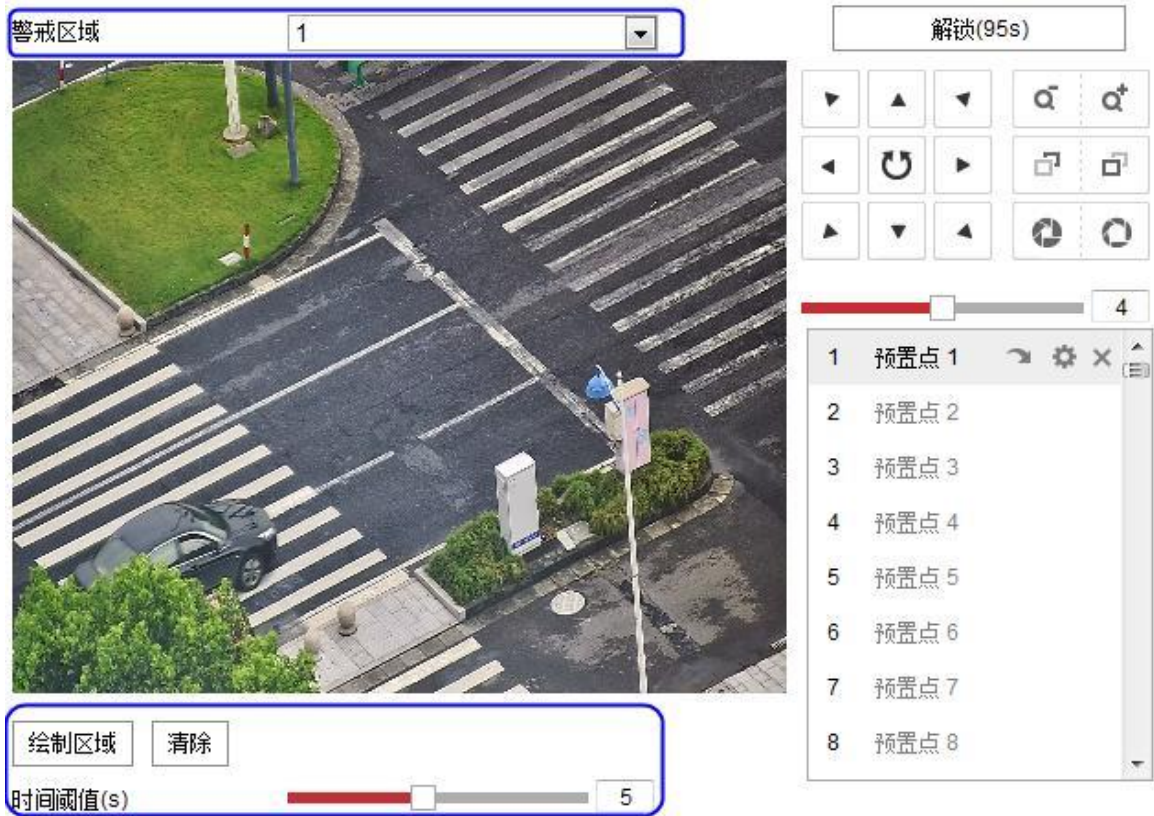 警戒区域 1
解锁(95s)
4
1 预置点 1
2 预置点 2
3 预置点 3
4 预置点 4
5 预置点 5
6 预置点 6
7 预置点 7
8 预置点 8
绘制区域 清除
时间阈值(s) 5